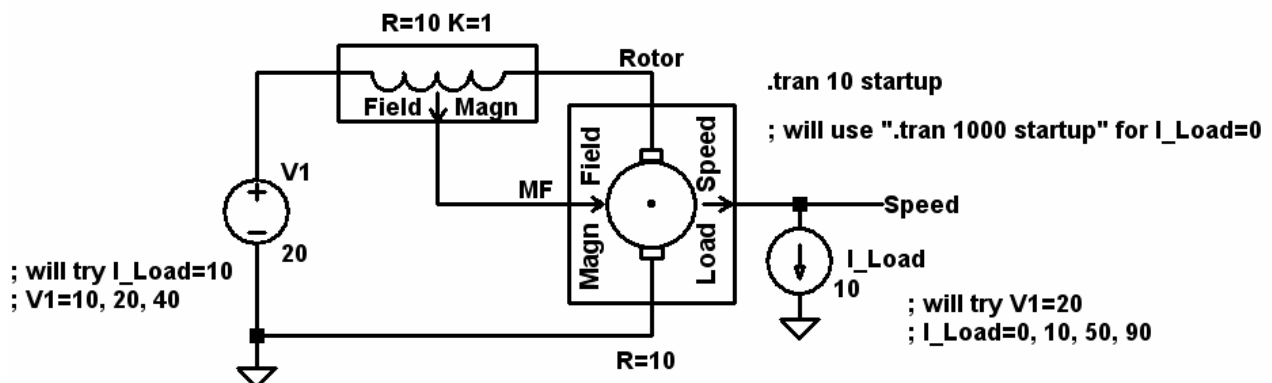 R=10 K=1
Rotor
.tran 10 startup
Field Magn
; will use ".tran 1000 startup" for I_Load=0
V1
+
−
20
MF
Magn Field
Load Speed
Speed
; will try I_Load=10
; V1=10, 20, 40
I_Load
10
; will try V1=20
; I_Load=0, 10, 50, 90
R=10